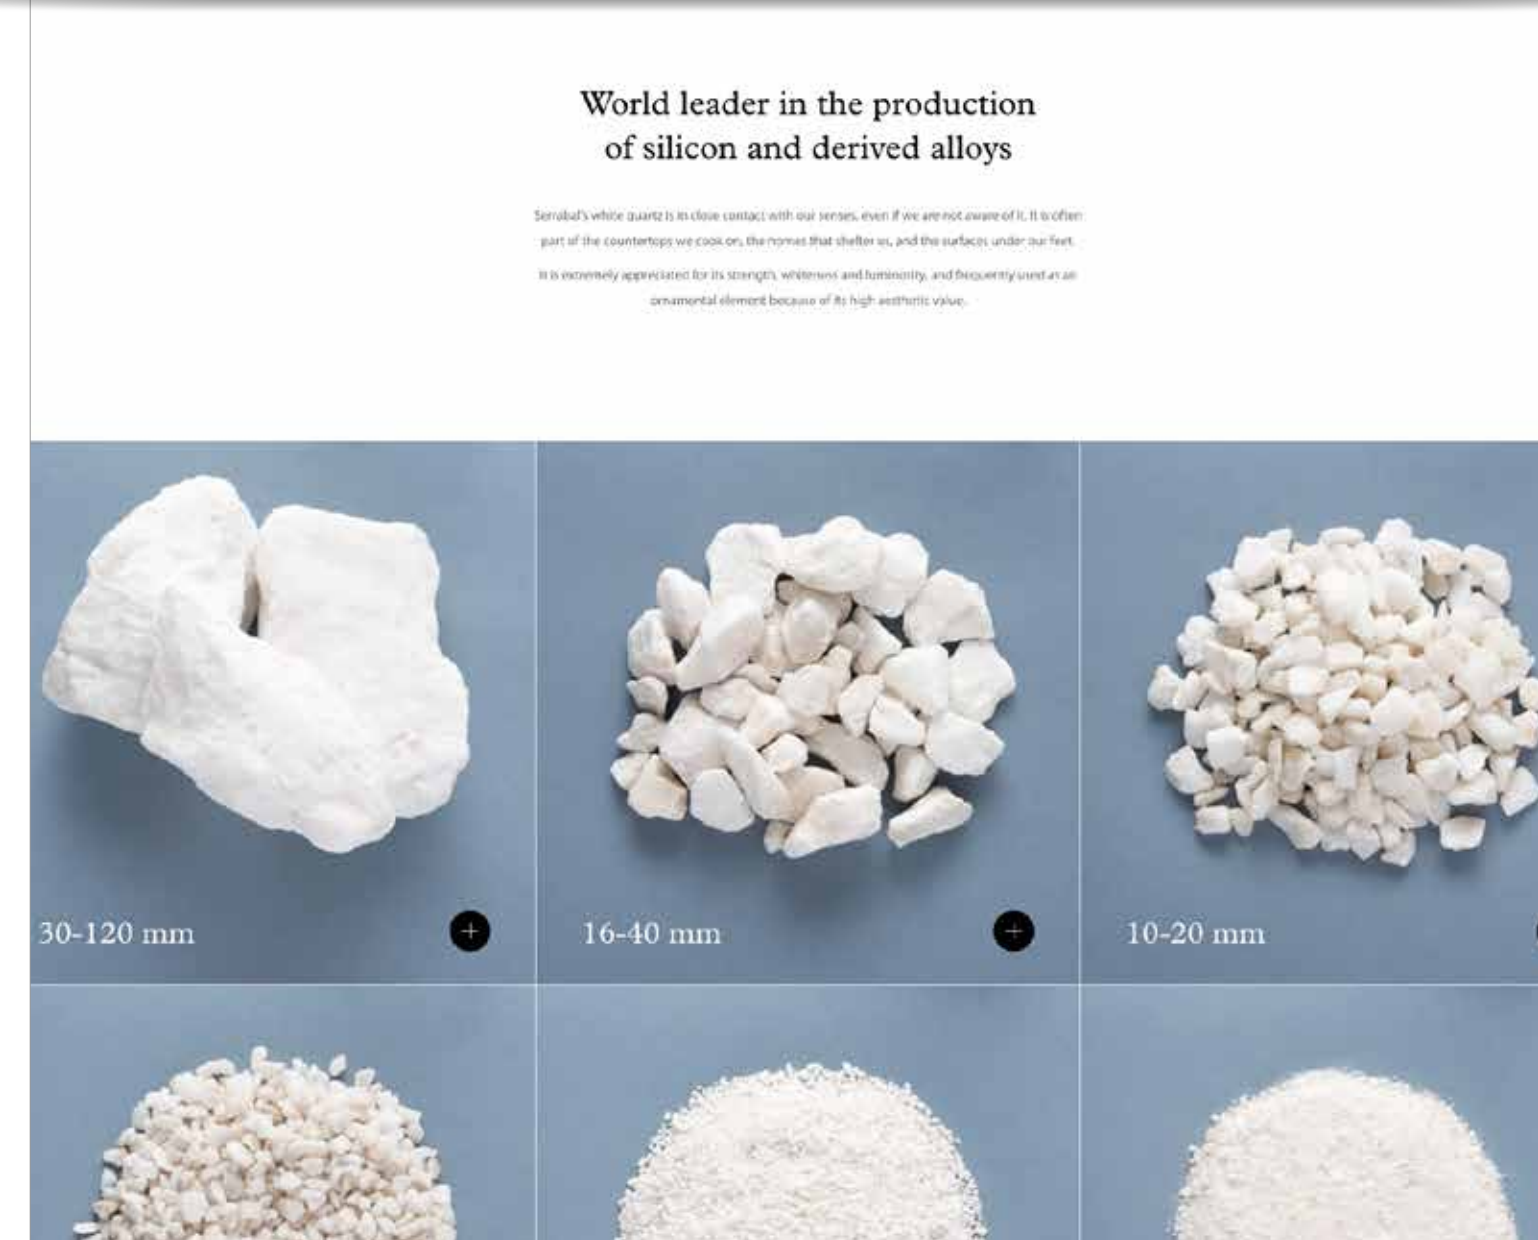 World leader in the production
of silicon and derived alloys
Serrabal's white quartz is in close contact with our senses, even if we are not aware of it. It is often
part of the countertops we cook on, the homes that shelter us, and the surfaces under our feet.
It is extremely appreciated for its strength, whiteness and luminosity, and frequently used as an
ornamental element because of its high aesthetic value.
30-120 mm
16-40 mm
10-20 mm